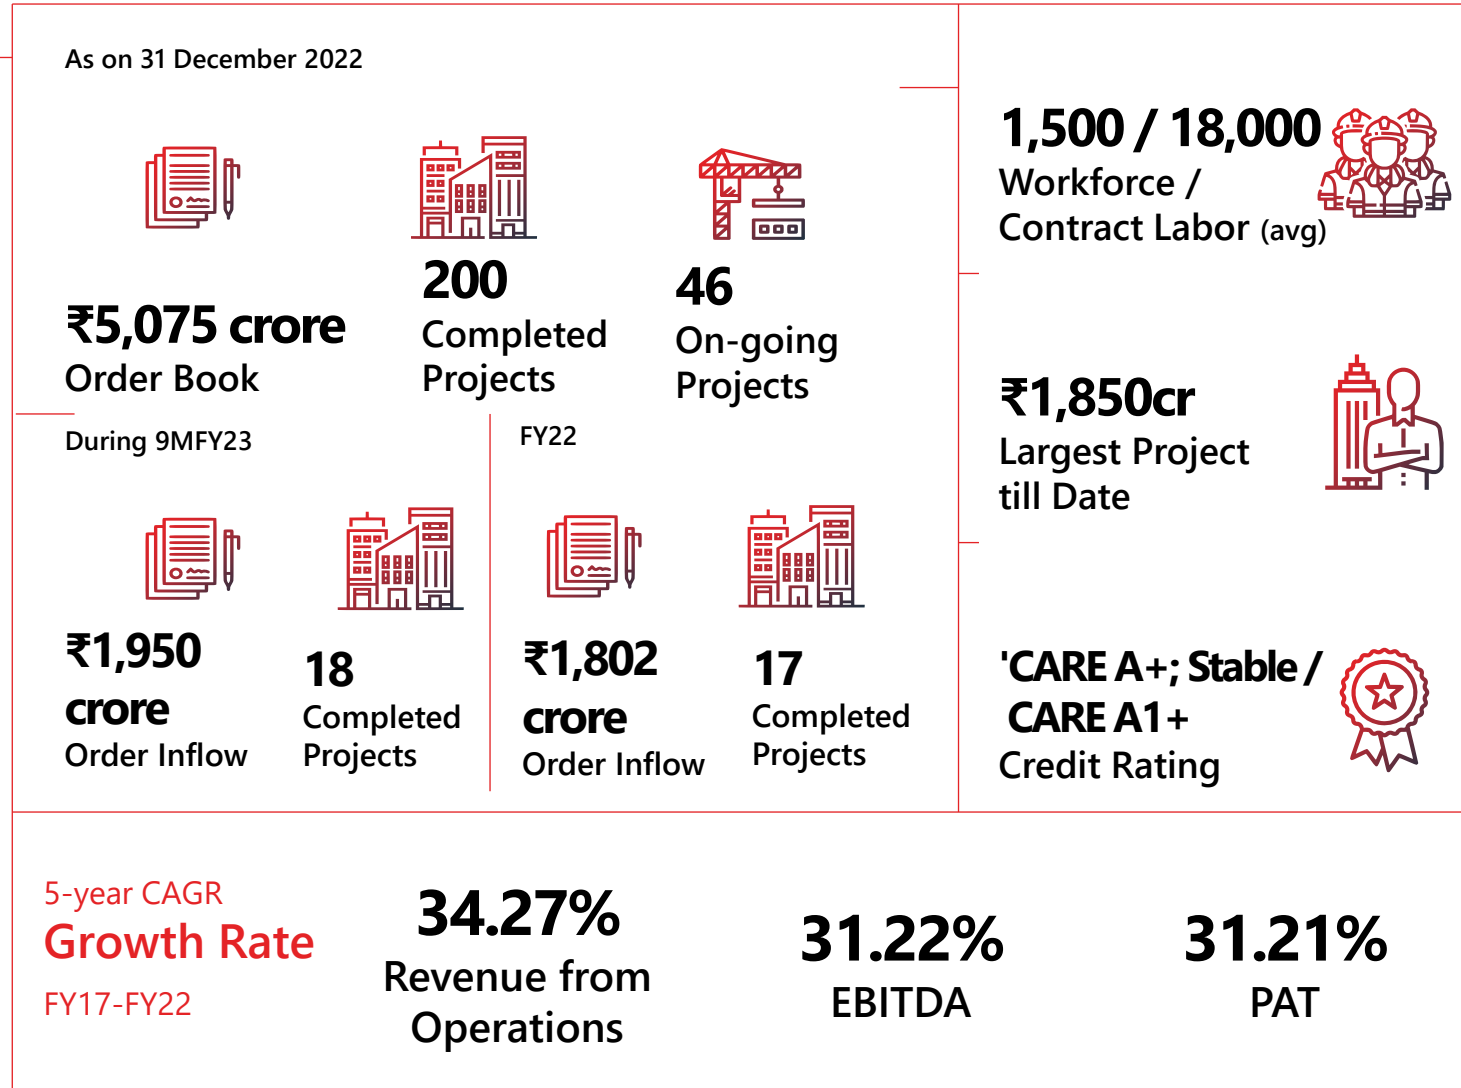 As on 31 December 2022
₹5,075 crore
Order Book
200
Completed
Projects
46
On-going
Projects
During 9MFY23
₹1,950
crore
Order Inflow
18
Completed
Projects
FY22
₹1,802
crore
Order Inflow
17
Completed
Projects
1,500 / 18,000
Workforce /
Contract Labor (avg)
₹1,850cr
Largest Project
till Date
'CARE A+; Stable /
CARE A1+
Credit Rating
5-year CAGR
Growth Rate
FY17-FY22
34.27%
Revenue from
Operations
31.22%
EBITDA
31.21%
PAT